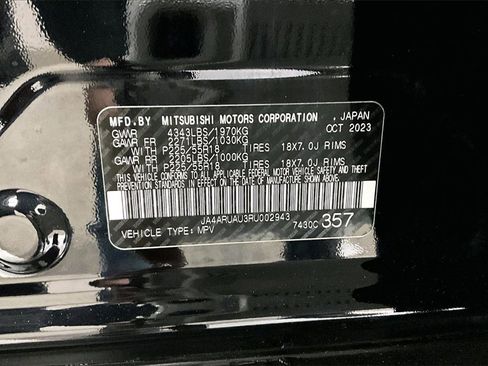 MFD.BY MITSUBISHI MOTORS CORPORATION , JAPAN
GVWR 4343LBS/1970KG OCT 2023
GAWR FR 2271LBS/1030KG
WITH P225/55R18 TIRES 18X7.0J RIMS
GAWR RR 2205LBS/1000KG
WITH P225/55R18 TIRES 18X7.0J RIMS
THIS VEHICLE CONFORMS TO ALL APPLICABLE FEDERAL MOTOR VEHICLE SAFETY, BUMPER, AND THEFT
PREVENTION STANDARDS IN EFFECT ON THE DATE OF MANUFACTURE SHOWN ABOVE.
JA4ARUAU3RU002943
VEHICLE TYPE: MPV 7430C 357